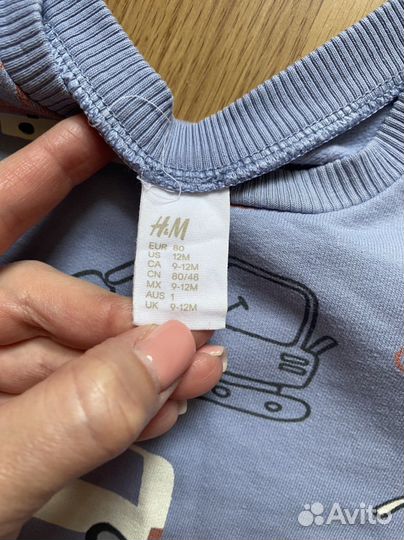 H&M
EUR 80
US 12M
CA 9-12M
CN 80/48
MX 9-12M
AUS 1
UK 9-12M
Avito